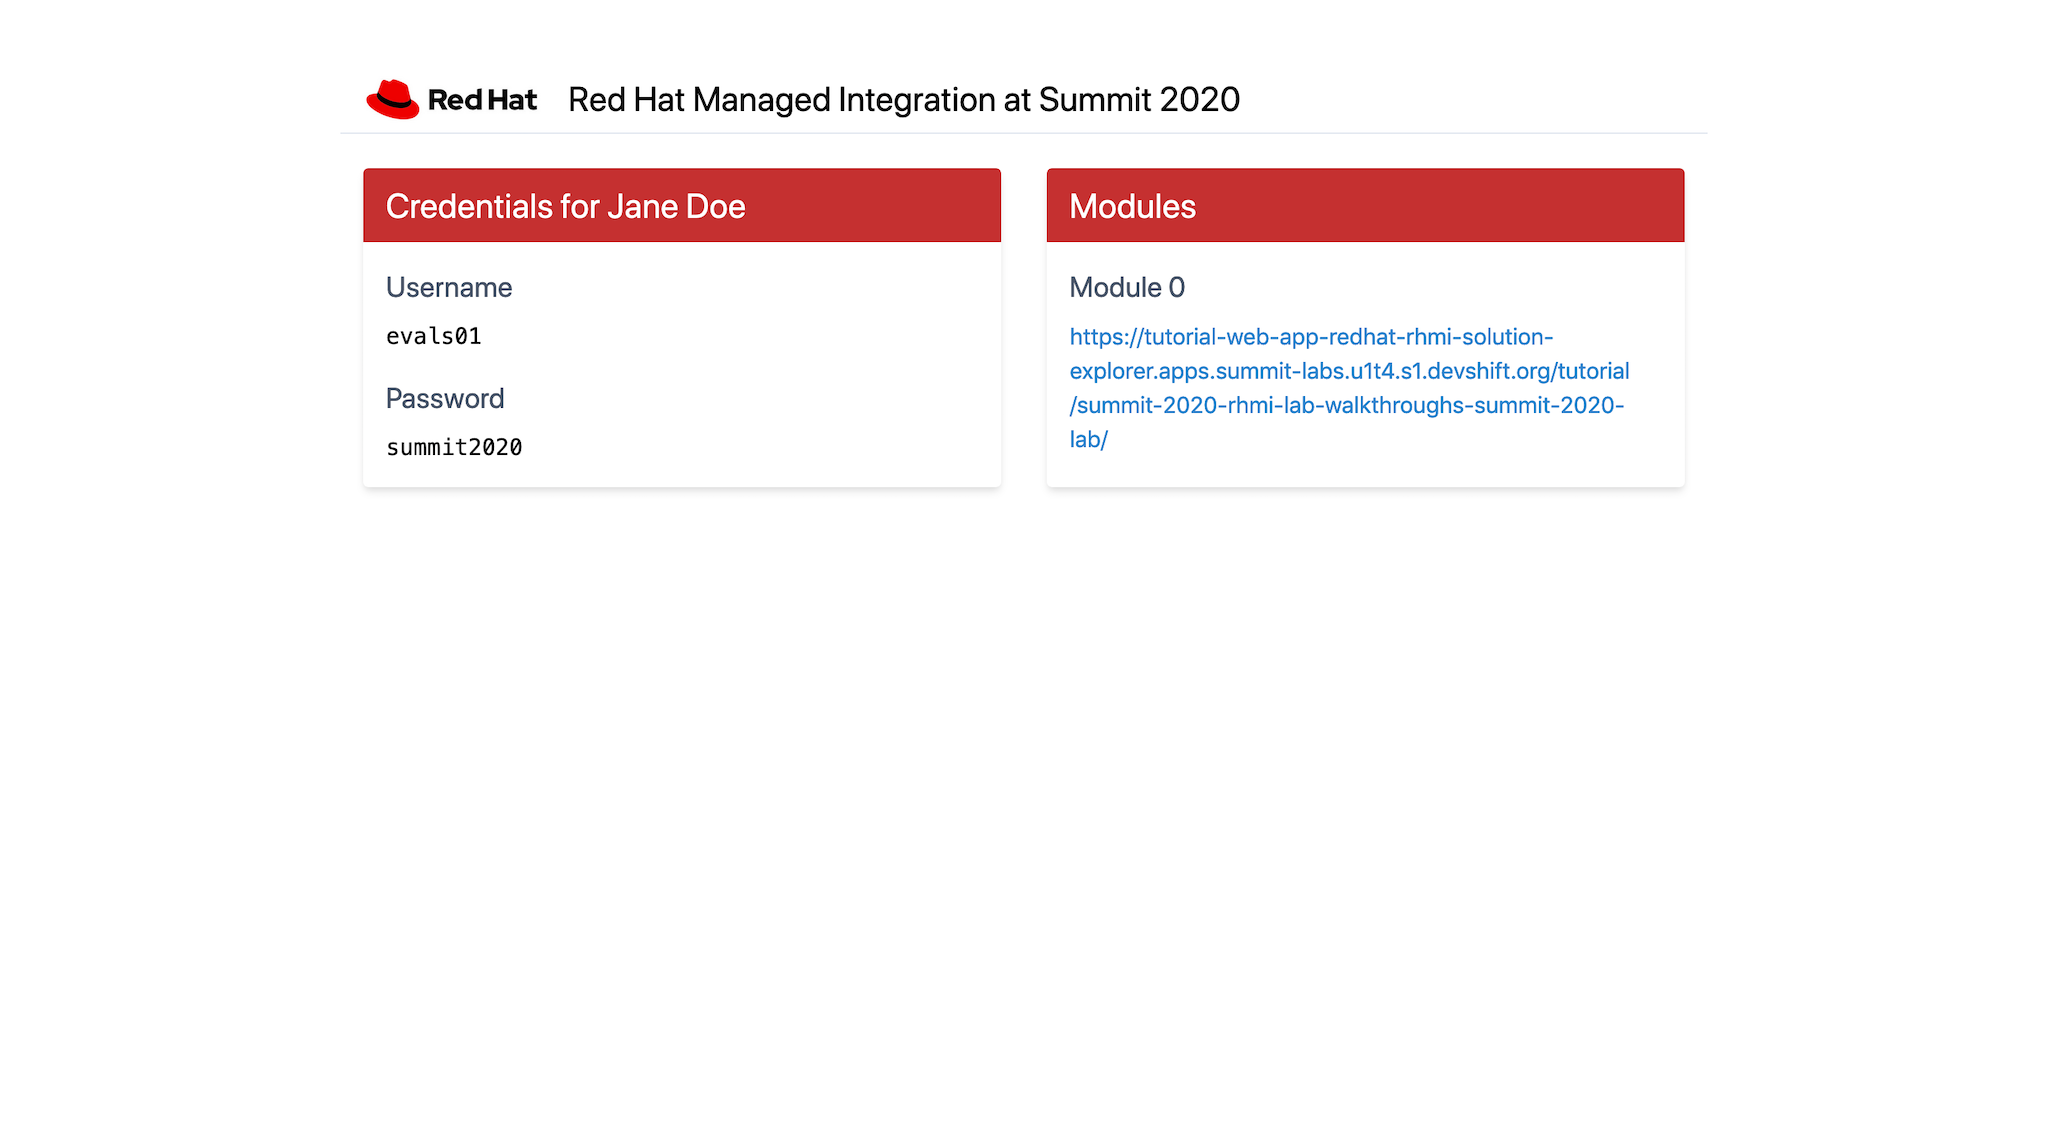 Red Hat Red Hat Managed Integration at Summit 2020
Credentials for Jane Doe
Username
evals01
Password
summit2020
Modules
Module 0
https://tutorial-web-app-redhat-rhmi-solution-
explorer.apps.summit-labs.u1t4.s1.devshift.org/tutorial
/summit-2020-rhmi-lab-walkthroughs-summit-2020-
lab/